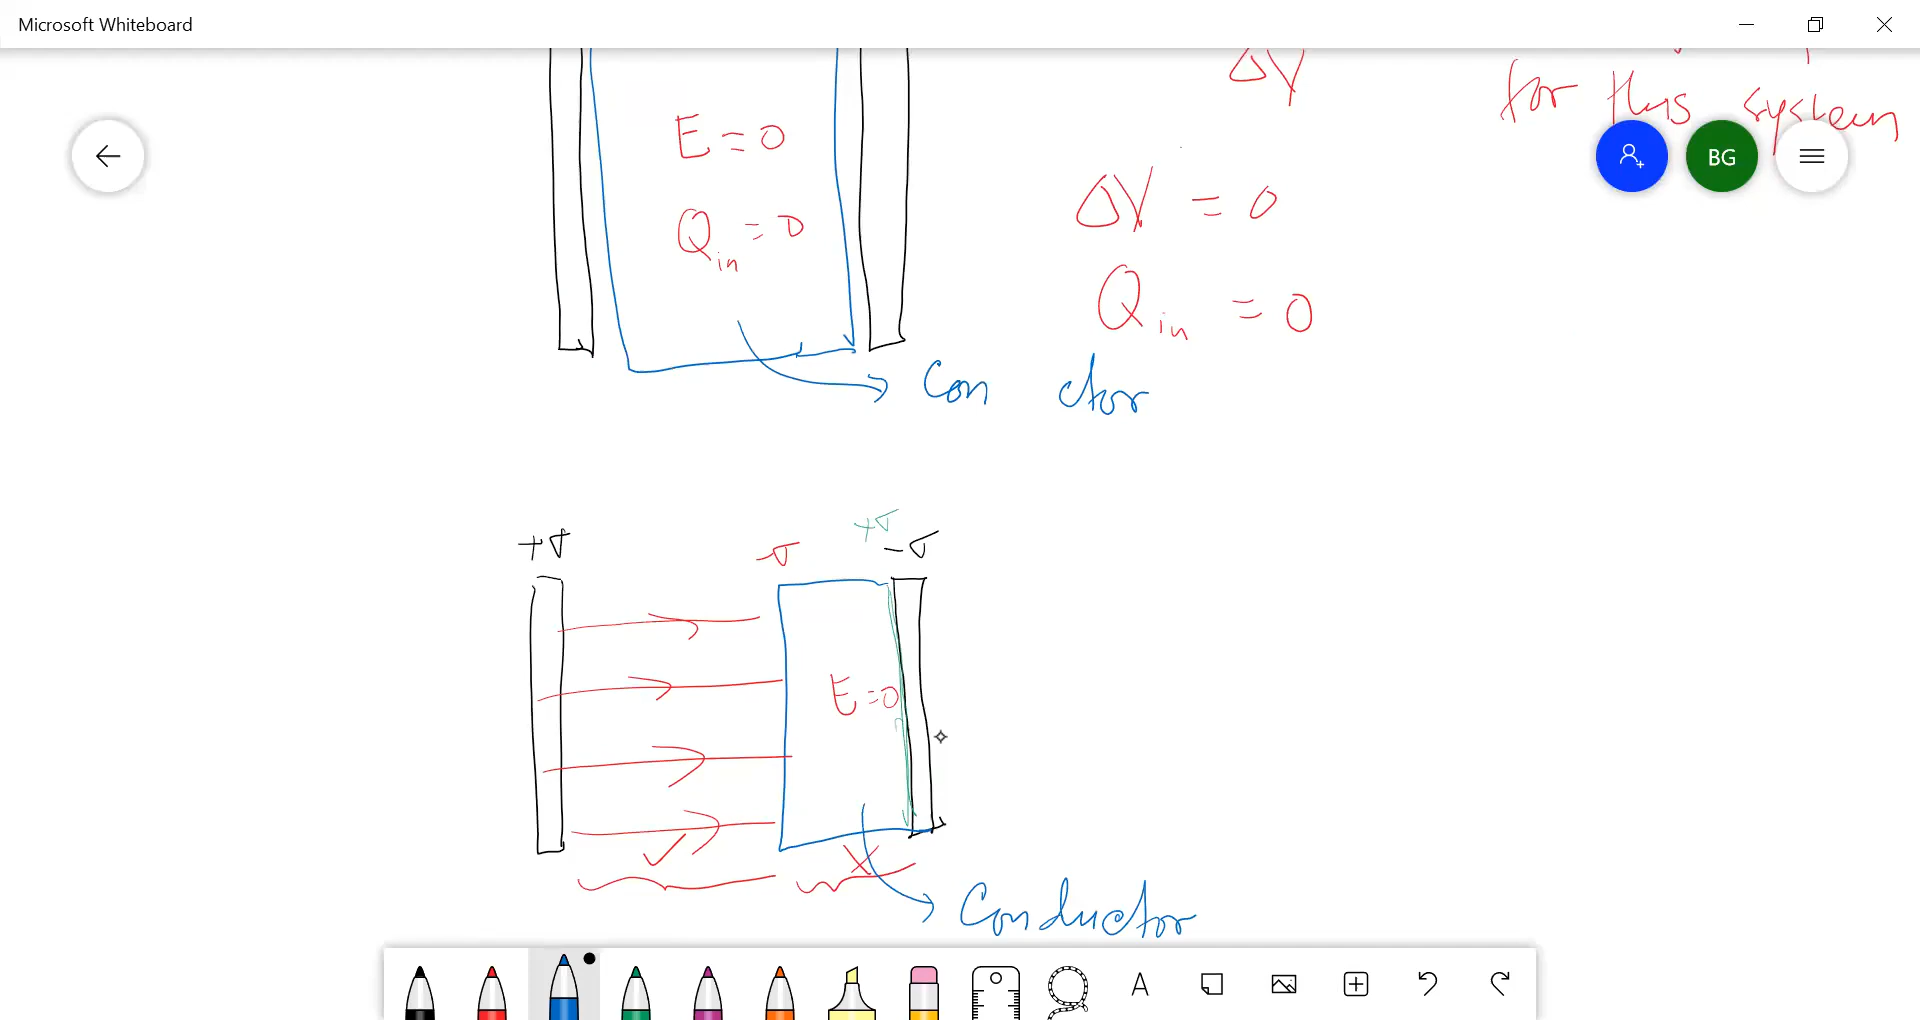 Microsoft Whiteboard
ΔV
for this system
BG
E = 0
ΔV = 0
Q in = 0
Q in = 0
Con ctor
+σ
+σ -σ -σ
E = 0
Conductor
A